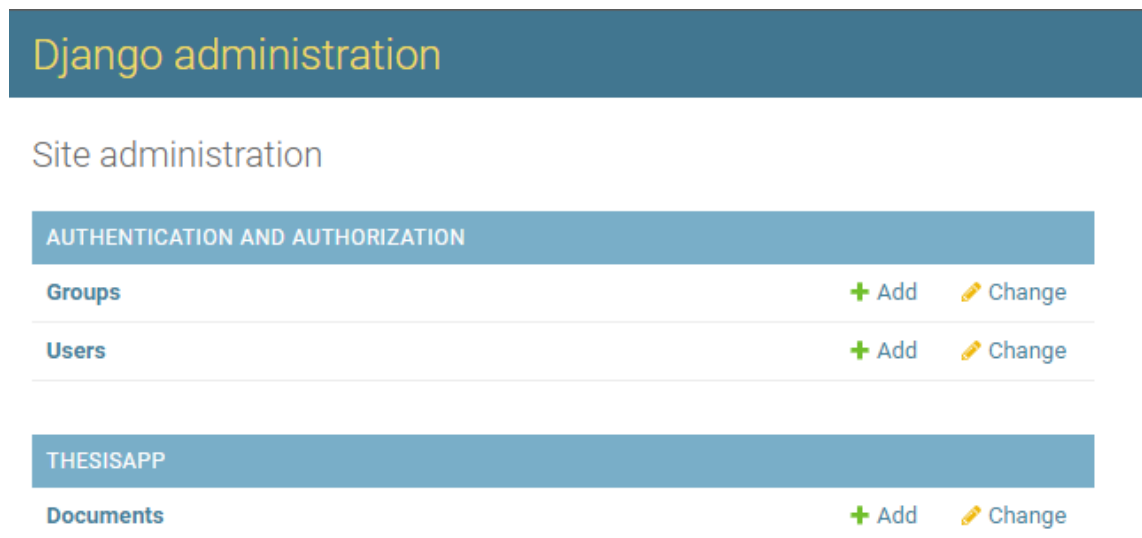 Django administration
Site administration
AUTHENTICATION AND AUTHORIZATION
Groups Add Change
Users Add Change
THESISAPP
Documents Add Change